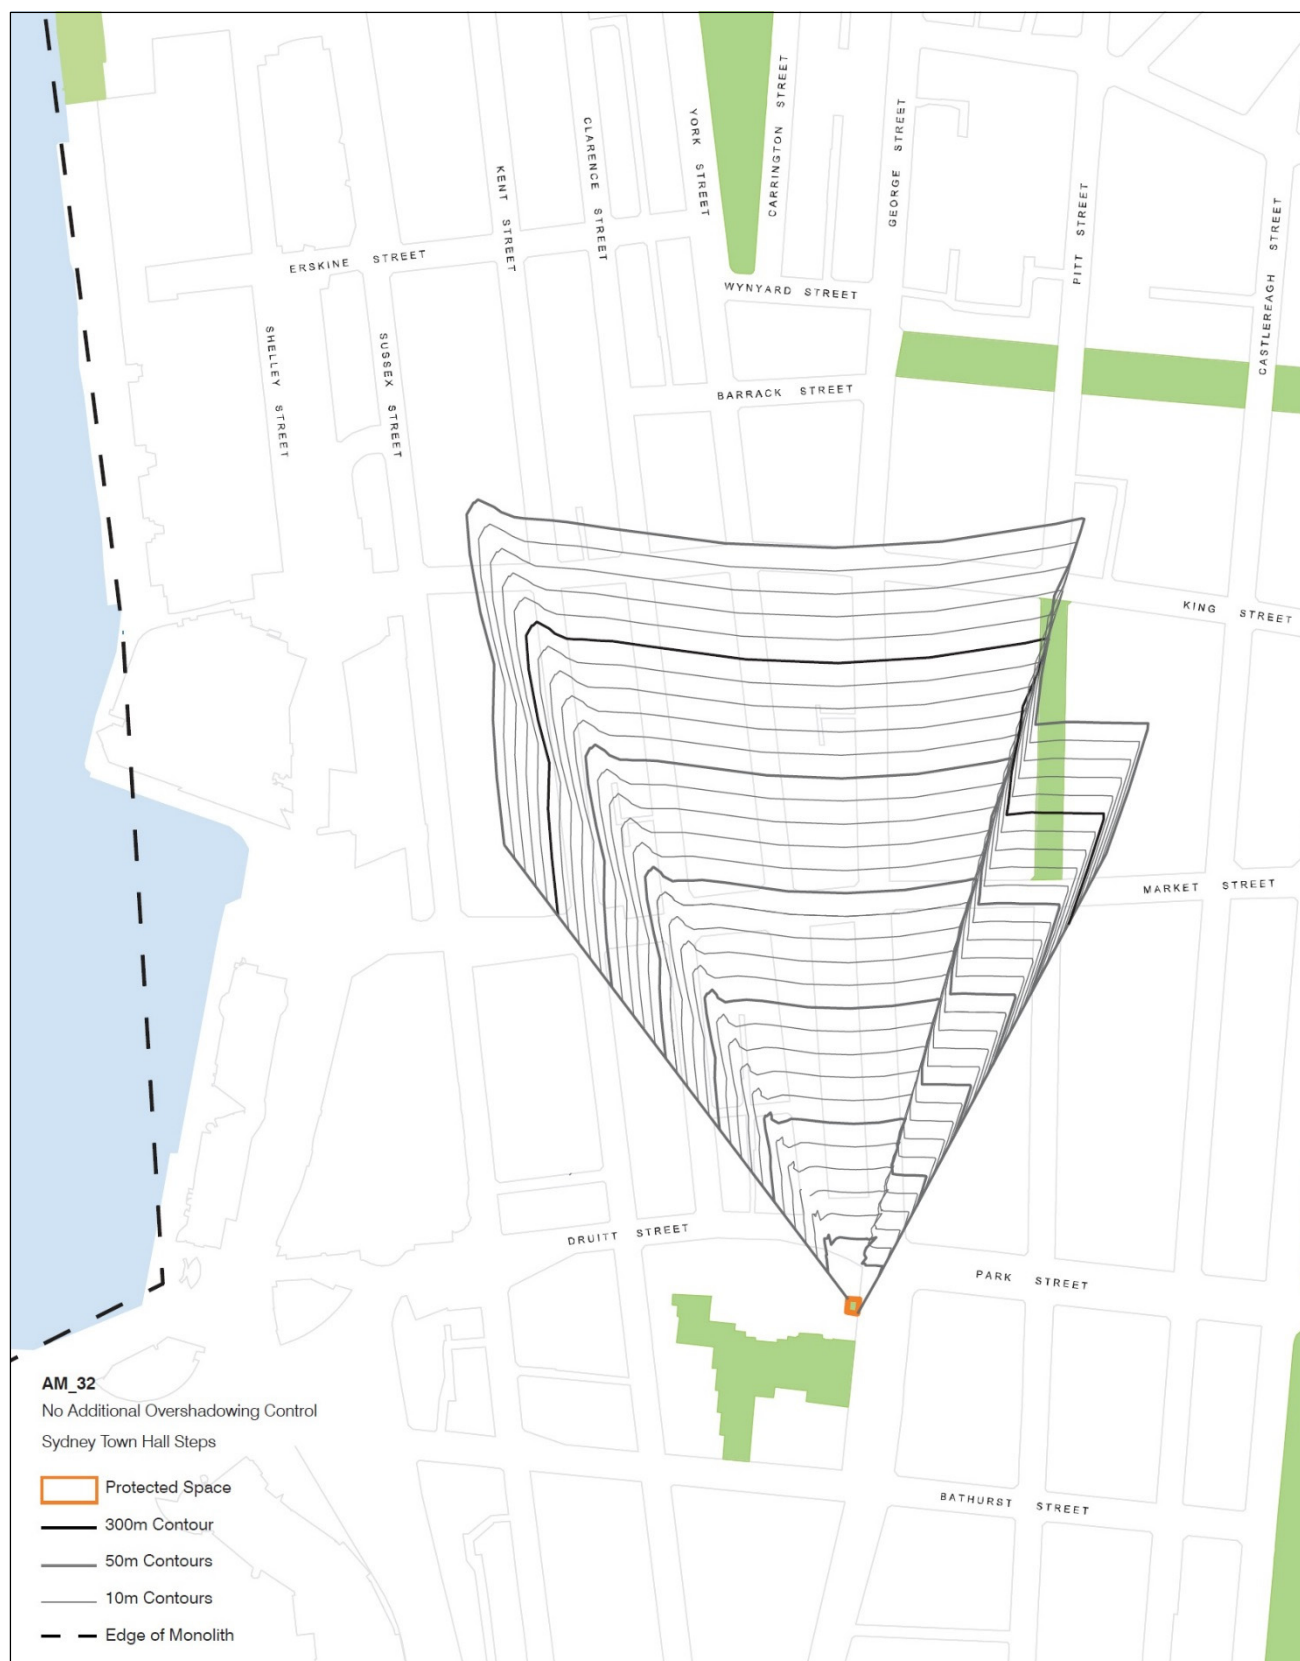 CARRINGTON STREET
YORK STREET
GEORGE STREET
CLARENCE STREET
KENT STREET
PITT STREET
CASTLEREAGH STREET
ERSKINE STREET
WYNYARD STREET
SHELLEY STREET
SUSSEX STREET
BARRACK STREET
KING STREET
MARKET STREET
DRUITT STREET
PARK STREET
BATHURST STREET
AM_32
No Additional Overshadowing Control
Sydney Town Hall Steps
Protected Space
300m Contour
50m Contours
10m Contours
Edge of Monolith